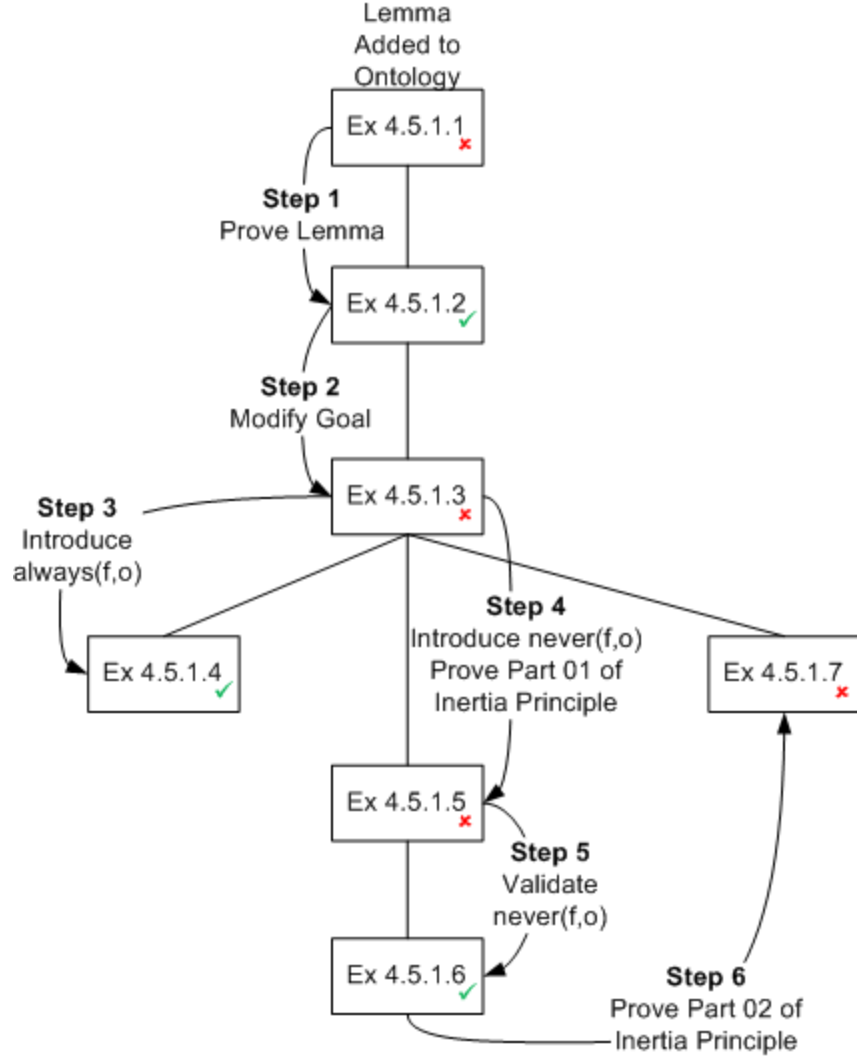 Lemma
Added to
Ontology
Ex 4.5.1.1
Step 1
Prove Lemma
Ex 4.5.1.2
Step 2
Modify Goal
Ex 4.5.1.3
Step 3
Introduce
always(f,o)
Ex 4.5.1.4
Step 4
Introduce never(f,o)
Prove Part 01 of
Inertia Principle
Ex 4.5.1.7
Ex 4.5.1.5
Step 5
Validate
never(f,o)
Ex 4.5.1.6
Step 6
Prove Part 02 of
Inertia Principle